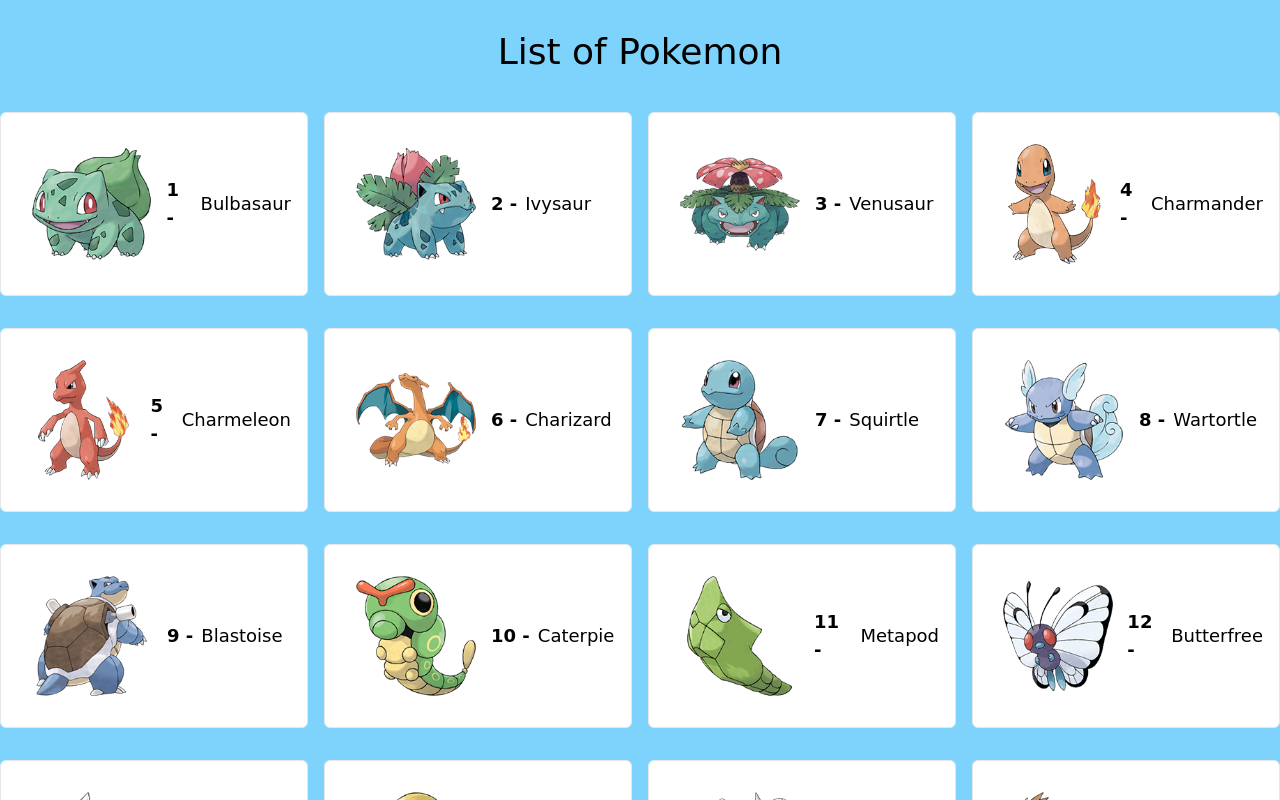 List of Pokemon
1 - Bulbasaur
2 - Ivysaur
3 - Venusaur
4 - Charmander
5 - Charmeleon
6 - Charizard
7 - Squirtle
8 - Wartortle
9 - Blastoise
10 - Caterpie
11 - Metapod
12 - Butterfree